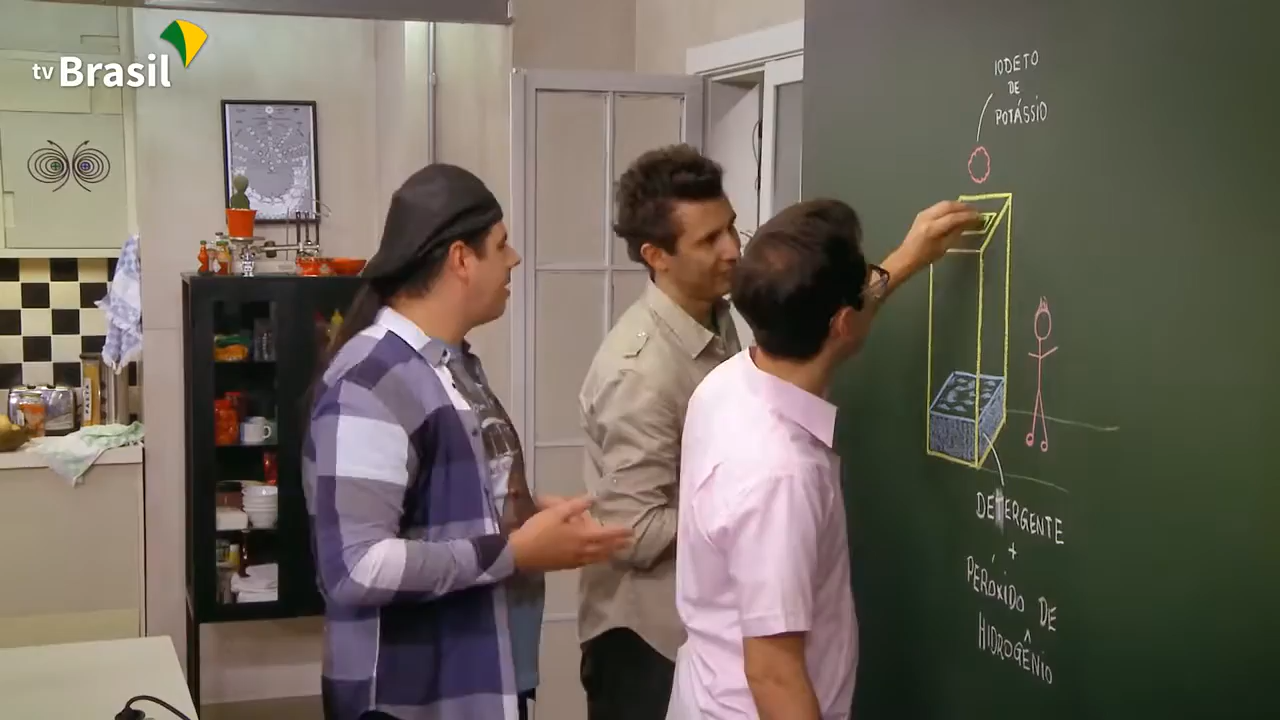 tv Brasil
IODETO
DE
POTÁSSIO
DETERGENTE
+
PERÓXIDO DE
HIDROGÊNIO